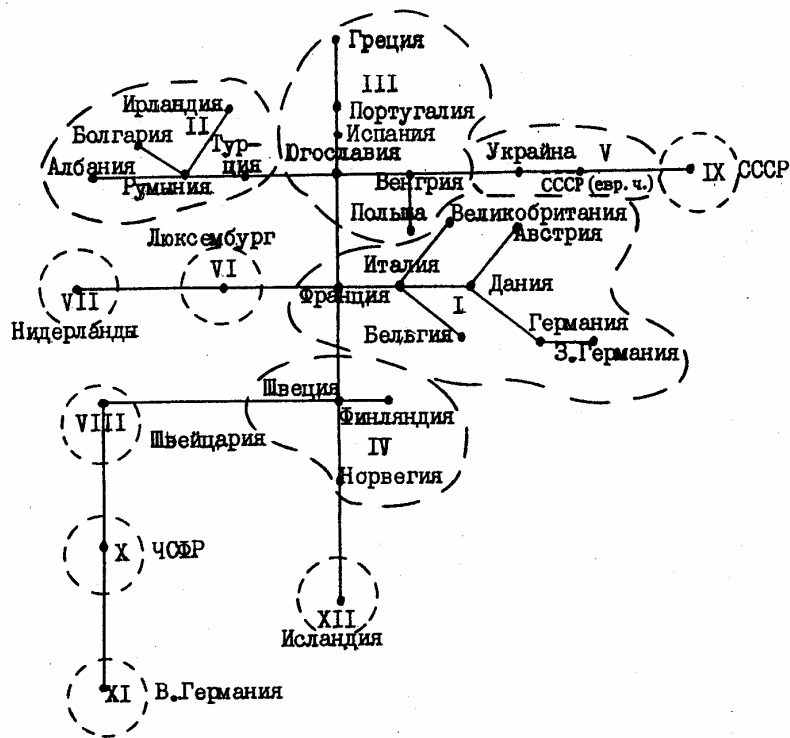 Греция
III
Ирландия
Португалия
Болгария
II
Испания
Тур-
ция
Албания
Румыния
Югославия
Венгрия
Украйна
V
СССР (евр. ч.)
IX СССР
Польша
Великобритания
Австрия
Люксембург
VI
Италия
VII
Франция
I
Дания
Нидерланды
Бельгия
Германия
З.Германия
Швеция
VIII
Финляндия
Швейцария
IV
Норвегия
X ЧСФР
XII
Исландия
XI В.Германия